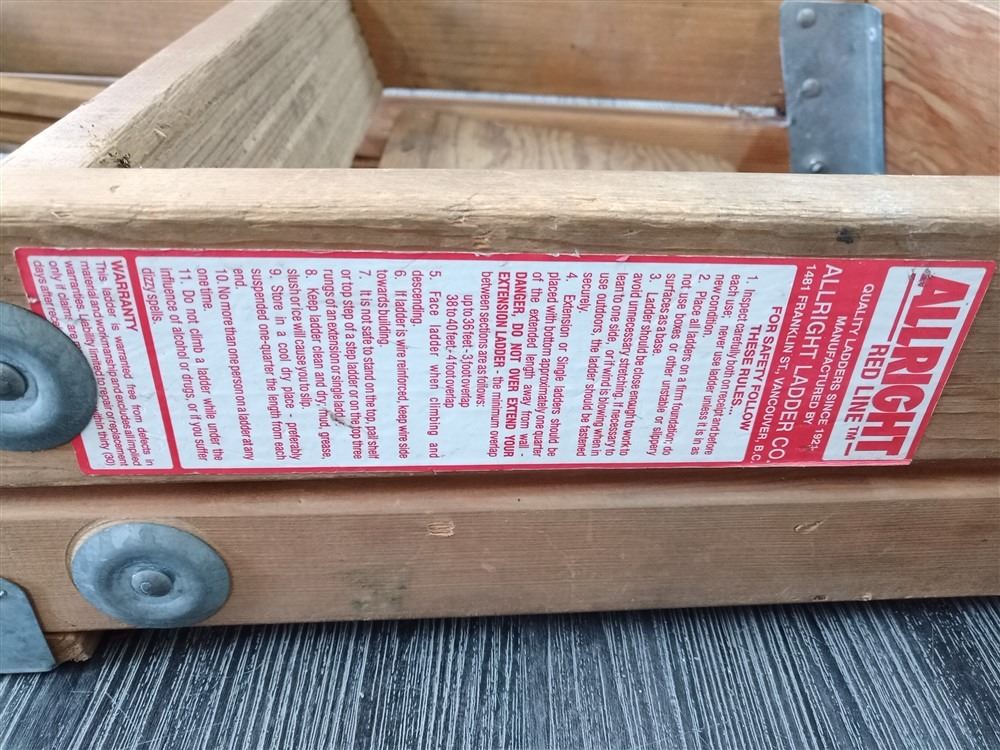 ALLRIGHT
RED LINE™
QUALITY LADDERS SINCE 1921
MANUFACTURED BY
ALLRIGHT LADDER CO.
1481 FRANKLIN ST., VANCOUVER, B.C.
FOR SAFETY FOLLOW
THESE RULES...
1. Inspect carefully both on receipt and before
each use; never use ladder unless it is in as
new condition.
2. Place all ladders on a firm foundation; do
not use boxes or other unstable or slippery
surfaces as a base.
3. Ladder should be close enough to work to
avoid unnecessary stretching. If necessary to
lean to one side, or if wind is blowing when in
use outdoors, the ladder should be fastened
securely.
4. Extension or Single ladders should be
placed with bottom approximately one quarter
of the extended length away from wall -
DANGER, DO NOT OVER EXTEND YOUR
EXTENSION LADDER - the minimum overlap
between sections are as follows:
up to 36 feet - 3 foot overlap
38 to 40 feet - 4 foot overlap
5. Face ladder when climbing and
descending.
6. If ladder is wire reinforced, keep wire side
towards building.
7. It is not safe to stand on the top, pail shelf
or top step of a step ladder or on the top three
rungs of an extension or single ladder.
8. Keep ladder clean and dry; mud, grease,
slush or ice will cause you to slip.
9. Store in a cool dry place - preferably
suspended one-quarter the length from each
end.
10. No more than one person on a ladder at any
one time.
11. Do not climb a ladder while under the
influence of alcohol or drugs, or if you suffer
dizzy spells.
WARRANTY
This ladder is warranted free from defects in
material and workmanship and excludes all implied
warranties. Liability limited to repair or replacement
only if claims are thirty (30)
days after